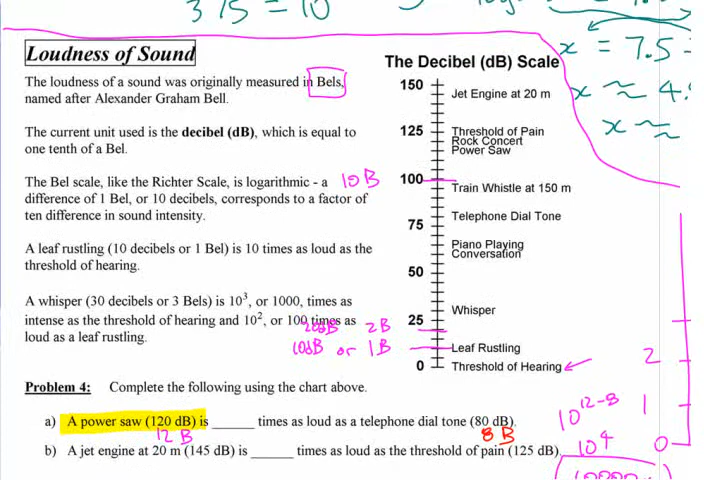 375 = 10
Loudness of Sound
The loudness of a sound was originally measured in Bels,
named after Alexander Graham Bell.
The current unit used is the decibel (dB), which is equal to
one tenth of a Bel.
The Bel scale, like the Richter Scale, is logarithmic - a
difference of 1 Bel, or 10 decibels, corresponds to a factor of
ten difference in sound intensity.
10 B
A leaf rustling (10 decibels or 1 Bel) is 10 times as loud as the
threshold of hearing.
A whisper (30 decibels or 3 Bels) is 10³, or 1000, times as
intense as the threshold of hearing and 10², or 100 times as
loud as a leaf rustling.
20dB 2B
10dB or 1B
The Decibel (dB) Scale
150
Jet Engine at 20 m
125
Threshold of Pain
Rock Concert
Power Saw
100
Train Whistle at 150 m
Telephone Dial Tone
75
Piano Playing
Conversation
50
Whisper
25
Leaf Rustling
0
Threshold of Hearing
x = 7.5
x ≈ 4.
x ≈
2
1
0
Problem 4: Complete the following using the chart above.
a) A power saw (120 dB) is ______ times as loud as a telephone dial tone (80 dB).
12 B
8 B
b) A jet engine at 20 m (145 dB) is ______ times as loud as the threshold of pain (125 dB).
10¹²⁻⁸
10⁴